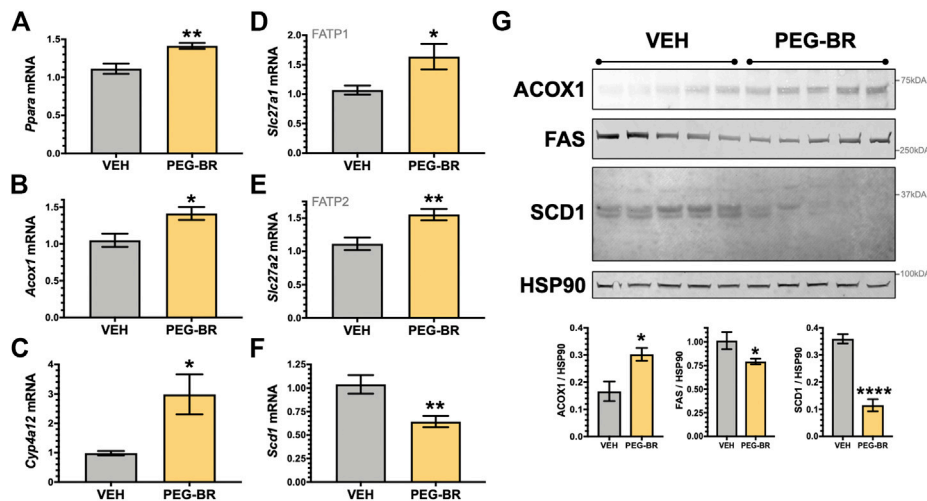 A
Ppara mRNA
2.0
1.5
1.0
0.5
0.0
**
VEH
PEG-BR
B
Acox1 mRNA
1.5
1.0
0.5
0.0
*
VEH
PEG-BR
C
Cyp4a12 mRNA
4
3
2
1
0
*
VEH
PEG-BR
D
FATP1
Slc27a1 mRNA
2.0
1.5
1.0
0.5
0.0
*
VEH
PEG-BR
E
FATP2
Slc27a2 mRNA
1.5
1.0
0.5
0.0
**
VEH
PEG-BR
F
Scd1 mRNA
1.25
1.00
0.75
0.50
0.25
0.00
**
VEH
PEG-BR
G
VEH PEG-BR
ACOX1
75kDA
FAS
250kDA
SCD1
37kDA
HSP90
100kDA
ACOX1 / HSP90
0.4
0.3
0.2
0.1
0.0
*
VEH PEG-BR
FAS / HSP90
1.00
0.75
0.50
0.25
0.00
*
VEH PEG-BR
SCD1 / HSP90
0.4
0.3
0.2
0.1
0.0
****
VEH PEG-BR